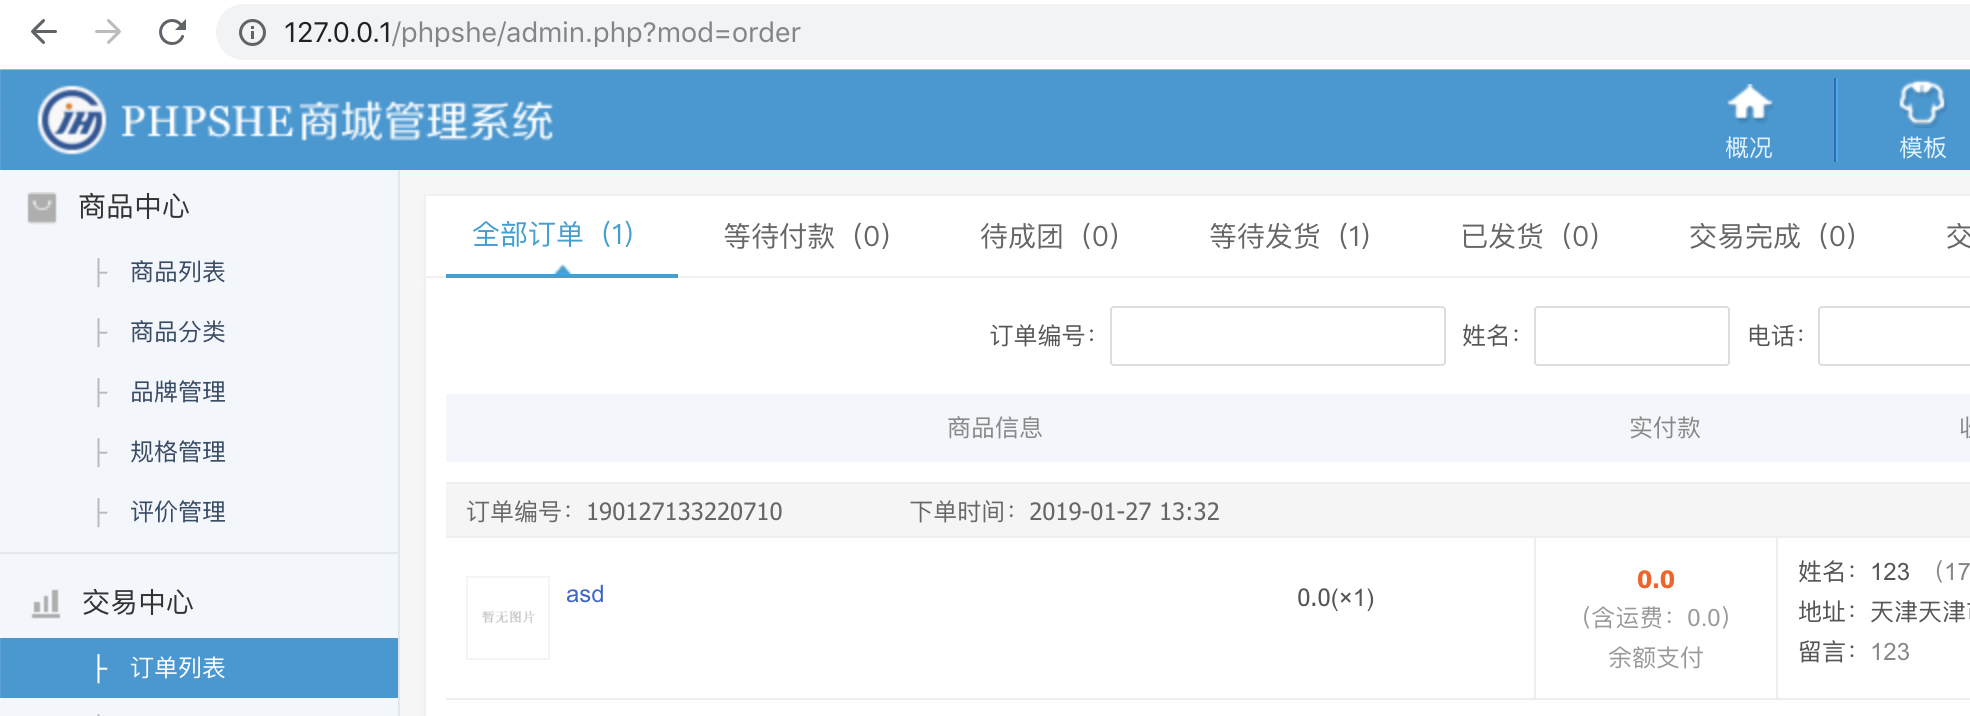 127.0.0.1/phpshe/admin.php?mod=order
PHPSHE商城管理系统
概况
模板
商品中心
商品列表
商品分类
品牌管理
规格管理
评价管理
交易中心
订单列表
全部订单（1） 等待付款（0） 待成团（0） 等待发货（1） 已发货（0） 交易完成（0） 交
订单编号： 姓名： 电话：
商品信息 实付款
订单编号：190127133220710 下单时间：2019-01-27 13:32
暂无图片
asd
0.0(×1)
0.0
（含运费：0.0）
余额支付
姓名：123 （17
地址：天津天津
留言：123